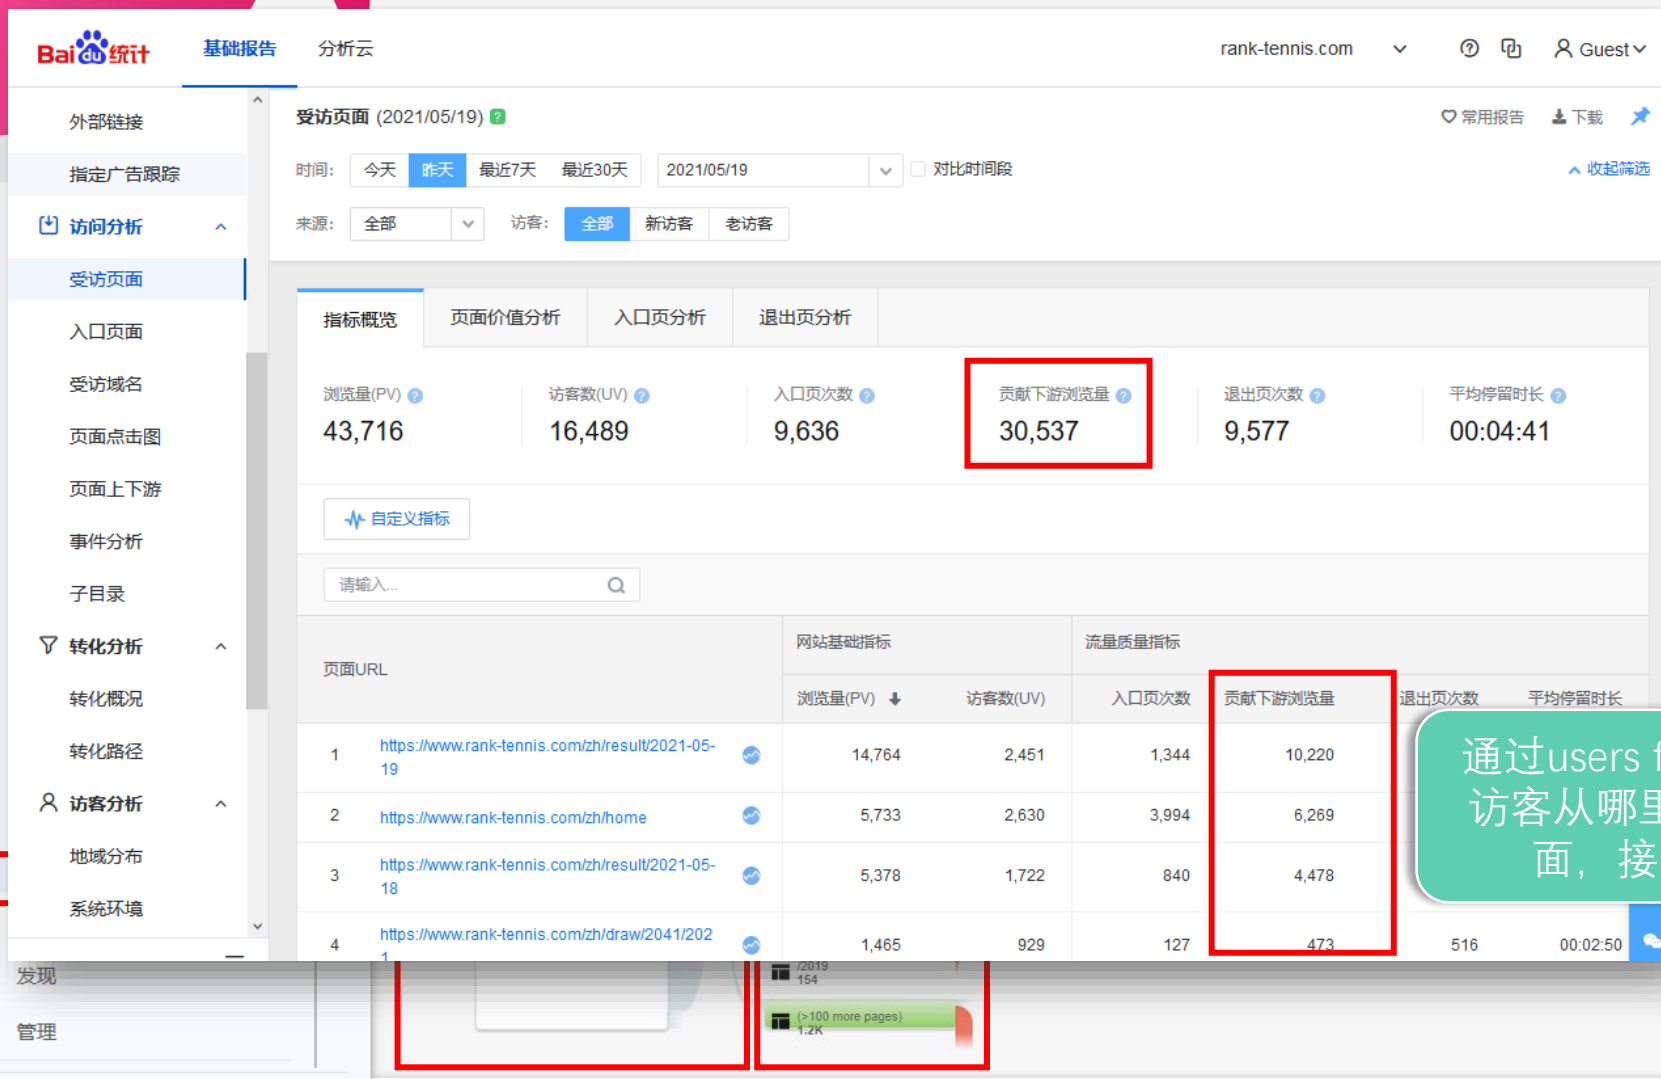 Baidu统计
基础报告
分析云
rank-tennis.com
Guest
外部链接
指定广告跟踪
访问分析
受访页面
入口页面
受访域名
页面点击图
页面上下游
事件分析
子目录
转化分析
转化概况
转化路径
访客分析
地域分布
系统环境
受访页面 (2021/05/19) ?
常用报告
下载
时间: 今天 昨天 最近7天 最近30天 2021/05/19 对比时间段
收起筛选
来源: 全部 访客: 全部 新访客 老访客
指标概览 页面价值分析 入口页分析 退出页分析
浏览量(PV) ? 访客数(UV) ? 入口页次数 ? 贡献下游浏览量 ? 退出页次数 ? 平均停留时长 ?
43,716 16,489 9,636 30,537 9,577 00:04:41
自定义指标
请输入...
网站基础指标 流量质量指标
页面URL
浏览量(PV) 访客数(UV) 入口页次数 贡献下游浏览量 退出页次数 平均停留时长
1 https://www.rank-tennis.com/zh/result/2021-05-
19
14,764 2,451 1,344 10,220
2 https://www.rank-tennis.com/zh/home 5,733 2,630 3,994 6,269
3 https://www.rank-tennis.com/zh/result/2021-05-
18
5,378 1,722 840 4,478
4 https://www.rank-tennis.com/zh/draw/2041/202
1
1,465 929 127 473 516 00:02:50
通过users
访客从哪里
面，接
发现
管理
/2019
154
(>100 more pages)
1.2K